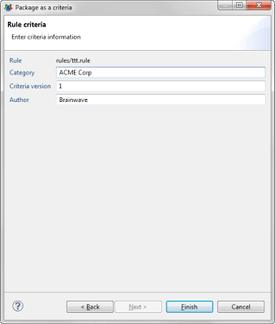 Package as a criteria
Rule criteria
Enter criteria information
Rule rules/ttt.rule
Category ACME Corp
Criteria version 1
Author Brainwave
? < Back Next > Finish Cancel